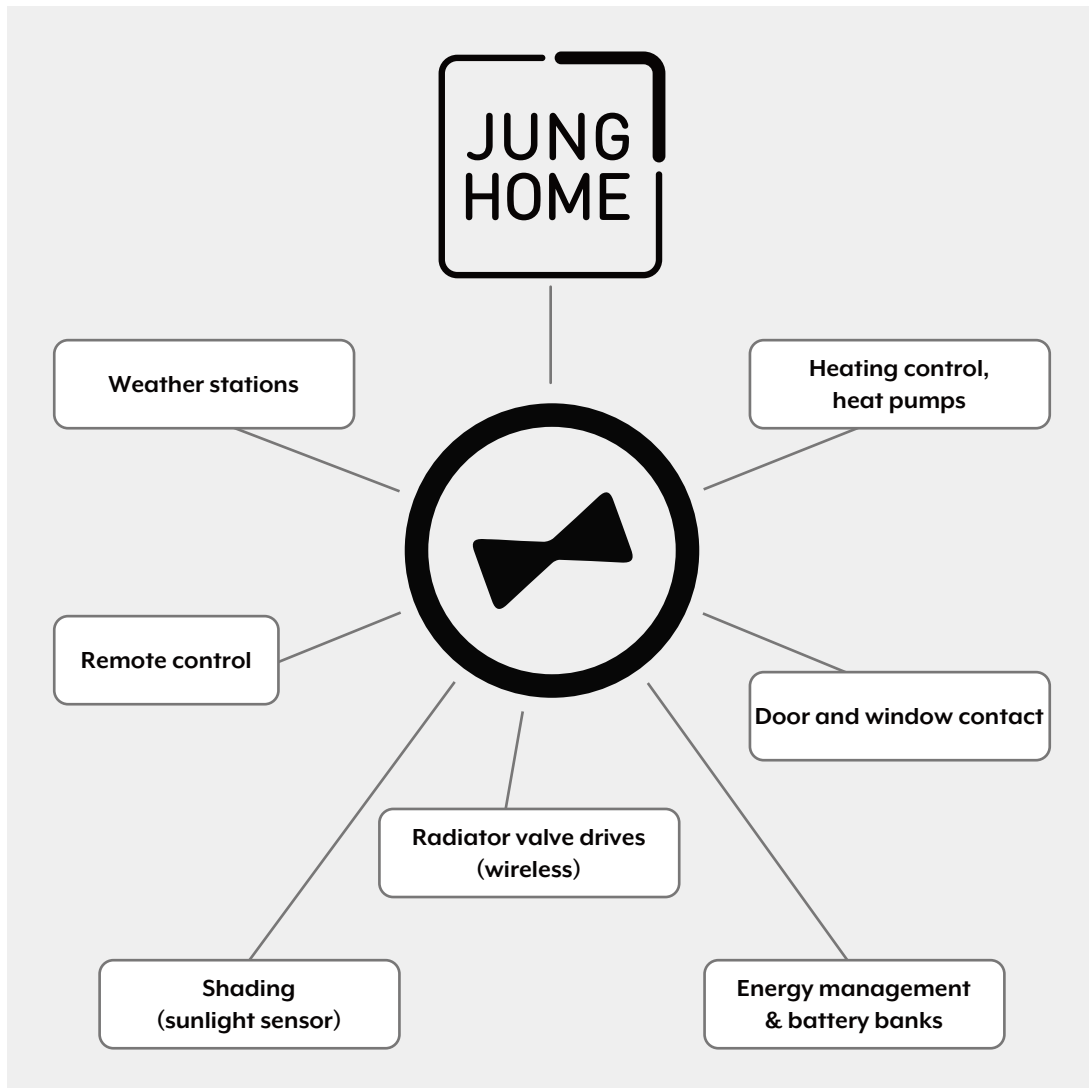 JUNG
HOME
Weather stations
Heating control,
heat pumps
Remote control
Door and window contact
Radiator valve drives
(wireless)
Shading
(sunlight sensor)
Energy management
& battery banks